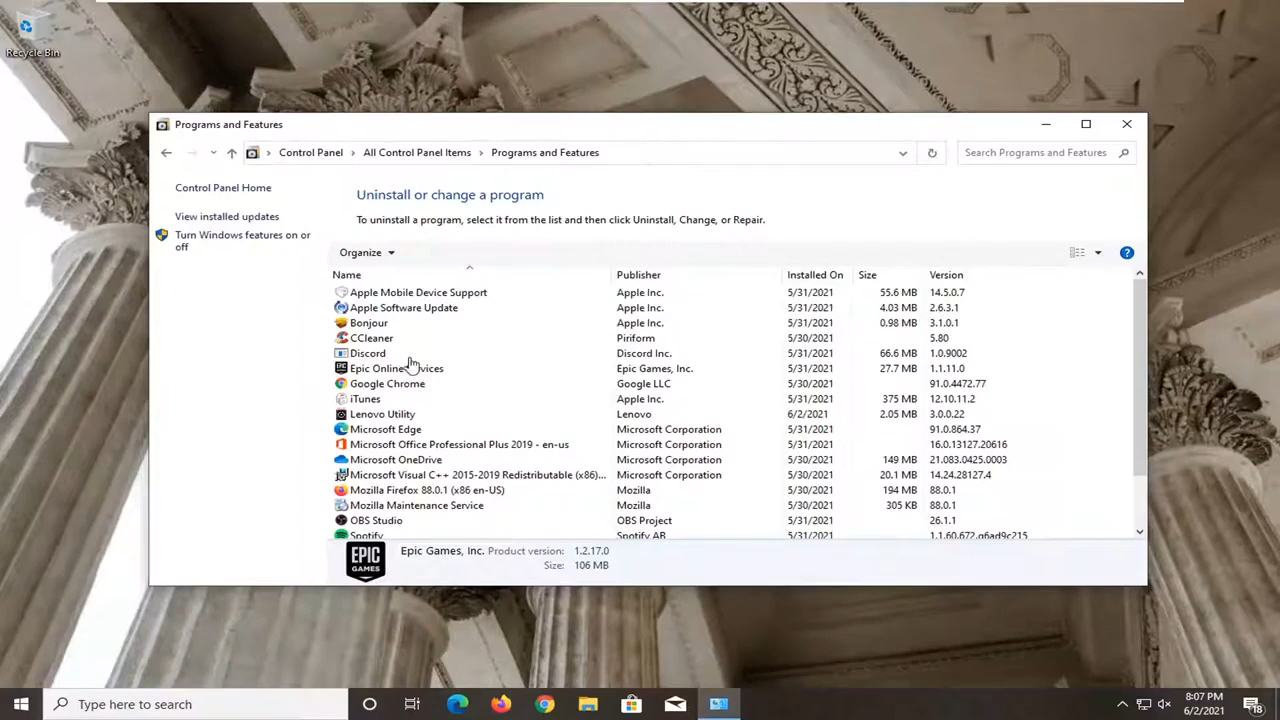 Recycle Bin
Programs and Features
Control Panel > All Control Panel Items > Programs and Features
Search Programs and Features
Control Panel Home
View installed updates
Turn Windows features on or
off
Uninstall or change a program
To uninstall a program, select it from the list and then click Uninstall, Change, or Repair.
Organize
Name Publisher Installed On Size Version
Apple Mobile Device Support Apple Inc. 5/31/2021 55.6 MB 14.5.0.7
Apple Software Update Apple Inc. 5/31/2021 4.03 MB 2.6.3.1
Bonjour Apple Inc. 5/31/2021 0.98 MB 3.1.0.1
CCleaner Piriform 5/30/2021 5.80
Discord Discord Inc. 5/31/2021 66.6 MB 1.0.9002
Epic Online Epic Games, Inc. 5/31/2021 27.7 MB 1.1.11.0
Google Chrome Google LLC 5/30/2021 91.0.4472.77
iTunes Apple Inc. 5/31/2021 375 MB 12.10.11.2
Lenovo Utility Lenovo 6/2/2021 2.05 MB 3.0.0.22
Microsoft Edge Microsoft Corporation 91.0.864.37
Microsoft Office Professional Plus 2019 - en-us Microsoft Corporation 5/31/2021 16.0.13127.20616
Microsoft OneDrive Microsoft Corporation 5/30/2021 149 MB 21.083.0425.0003
Microsoft Visual C++ 2015-2019 Redistributable (x86)... Microsoft Corporation 5/30/2021 20.1 MB 14.24.28127.4
Mozilla Firefox 88.0.1 (x86 en-US) Mozilla 5/30/2021 194 MB 88.0.1
Mozilla Maintenance Service Mozilla 5/30/2021 305 KB 88.0.1
OBS Studio OBS Project 5/31/2021 26.1.1
Spotify Spotify AB 5/31/2021 1.1.60.672.g6ad9c215
EPIC
GAMES
Epic Games, Inc. Product version: 1.2.17.0
Size: 106 MB
Type here to search
8:07 PM
6/2/2021
18